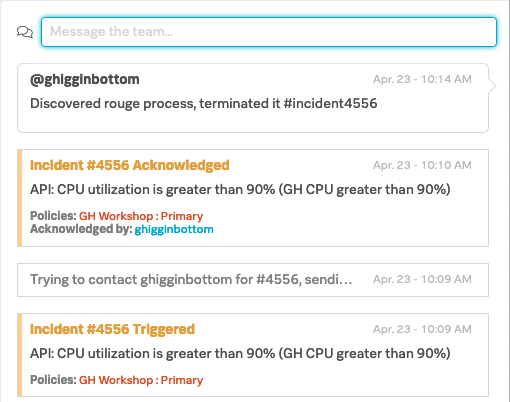 Message the team...
@ghigginbottom Apr. 23 - 10:14 AM
Discovered rouge process, terminated it #incident4556
Incident #4556 Acknowledged Apr. 23 - 10:10 AM
API: CPU utilization is greater than 90% (GH CPU greater than 90%)
Policies: GH Workshop : Primary
Acknowledged by: ghigginbottom
Trying to contact ghigginbottom for #4556, sendi... Apr. 23 - 10:09 AM
Incident #4556 Triggered Apr. 23 - 10:09 AM
API: CPU utilization is greater than 90% (GH CPU greater than 90%)
Policies: GH Workshop : Primary